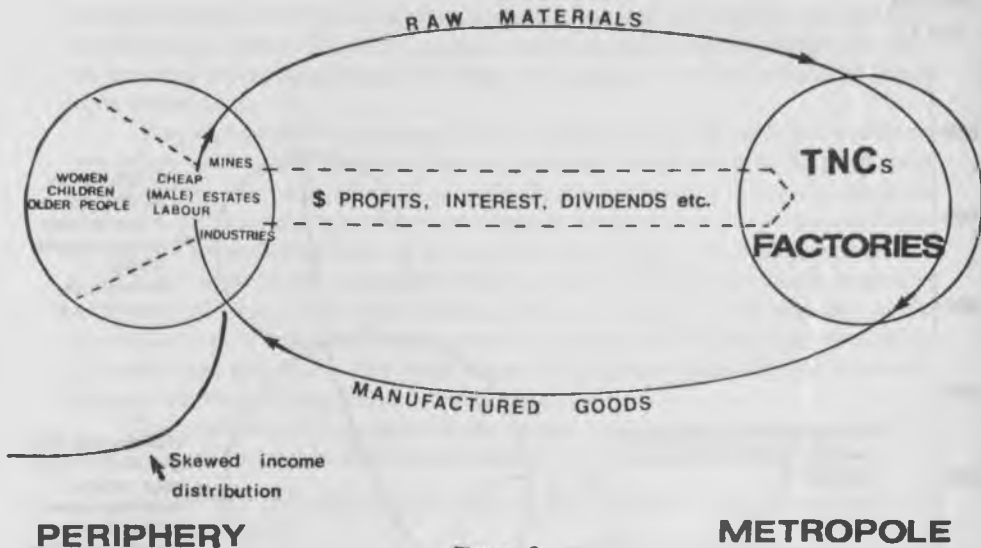 RAW MATERIALS
WOMEN
CHILDREN
OLDER PEOPLE
CHEAP
(MALE)
LABOUR
MINES
ESTATES
INDUSTRIES
$ PROFITS, INTEREST, DIVIDENDS etc.
TNCs
FACTORIES
MANUFACTURED GOODS
Skewed income
distribution
PERIPHERY
METROPOLE